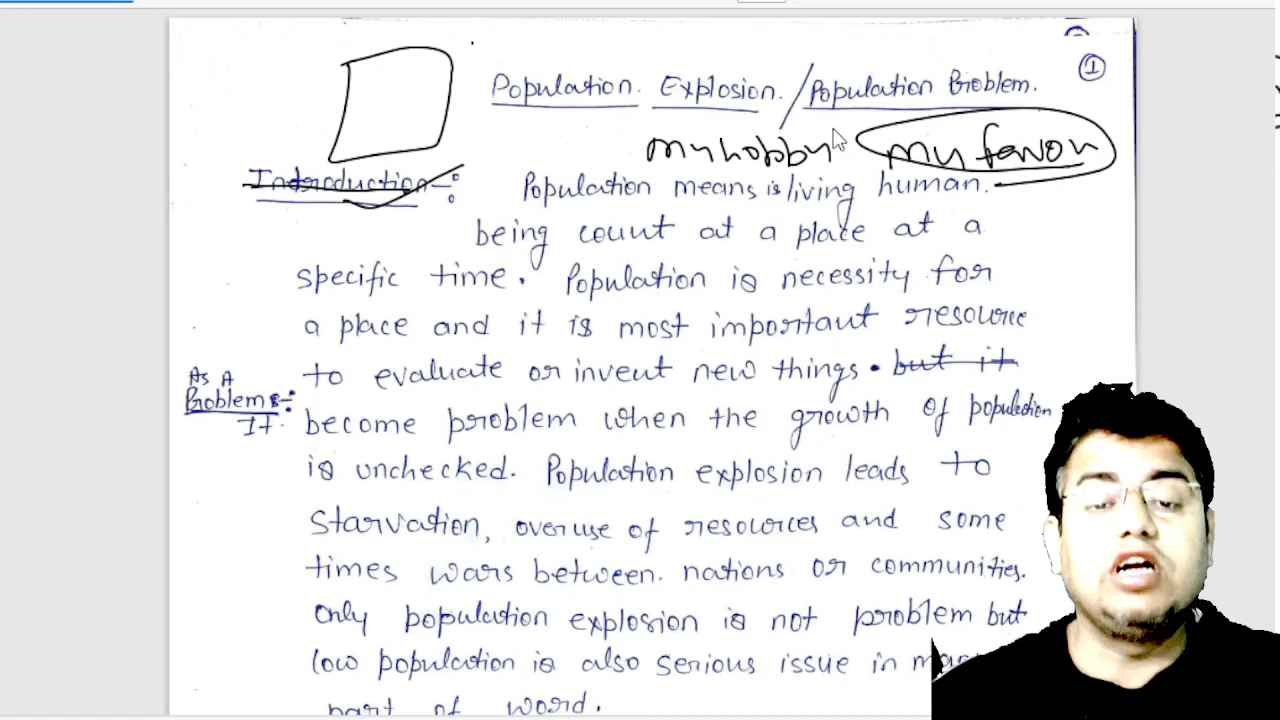 1
Population. Explosion. / Population Problem.
my hobby my favou
Introduction -:
Population means is living human.
being count at a place at a
specific time. Population is necessity for
a place and it is most important resource
to evaluate or invent new things. but it
As A
Problem :-
It become problem when the growth of population
is unchecked. Population explosion leads to
starvation, overuse of resources and some
times wars between. nations or communities.
Only population explosion is not problem but
low population is also serious issue in
part of word.